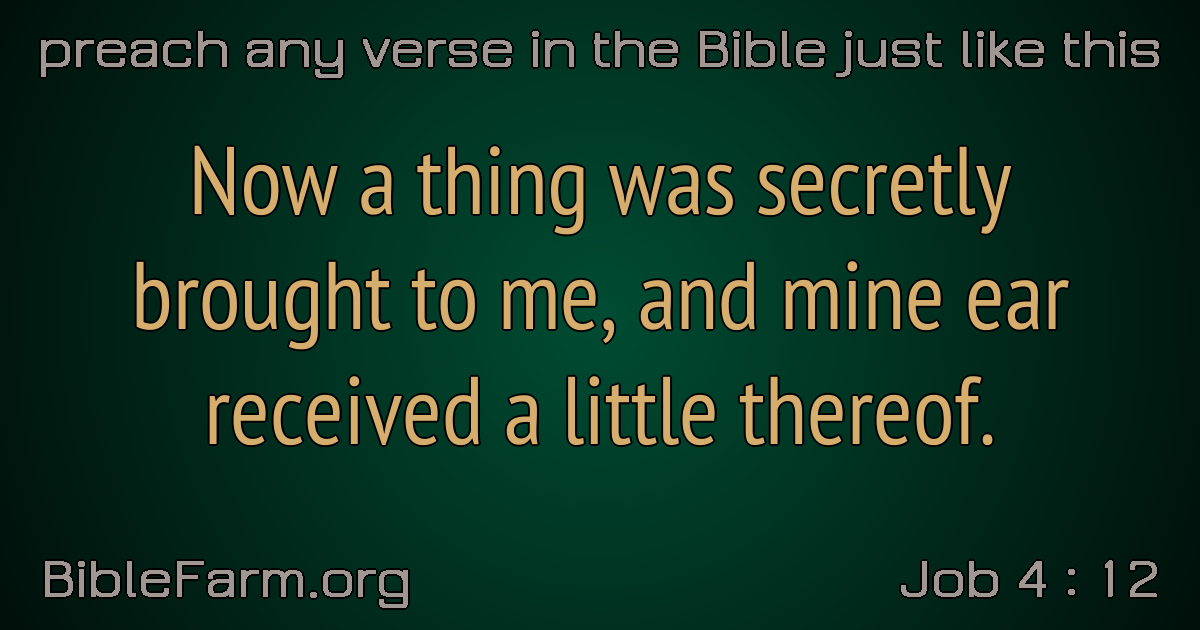 preach any verse in the Bible just like this
Now a thing was secretly
brought to me, and mine ear
received a little thereof.
BibleFarm.org
Job 4 : 12